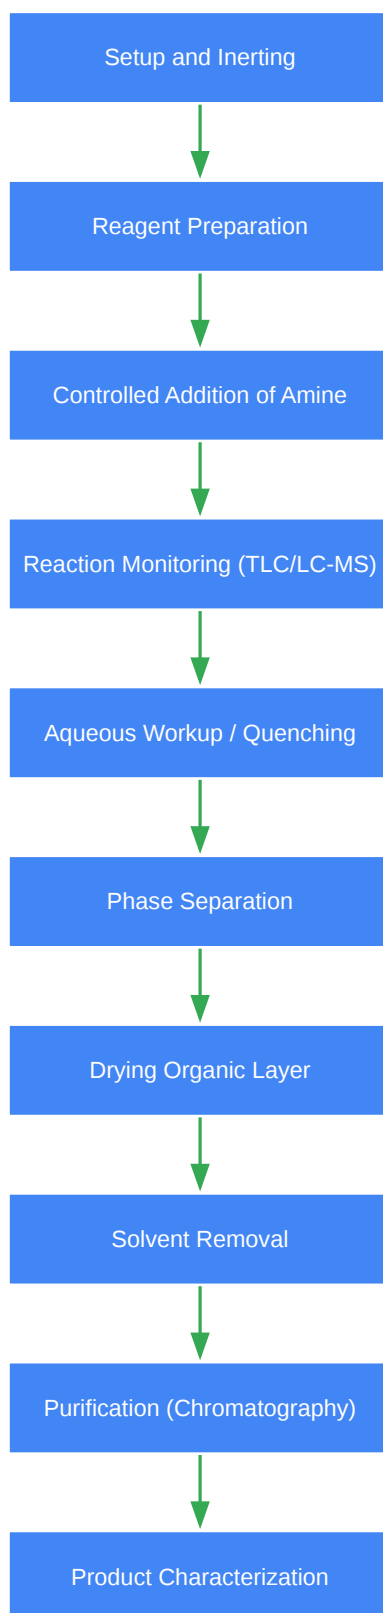 Setup and Inerting
Reagent Preparation
Controlled Addition of Amine
Reaction Monitoring (TLC/LC-MS)
Aqueous Workup / Quenching
Phase Separation
Drying Organic Layer
Solvent Removal
Purification (Chromatography)
Product Characterization